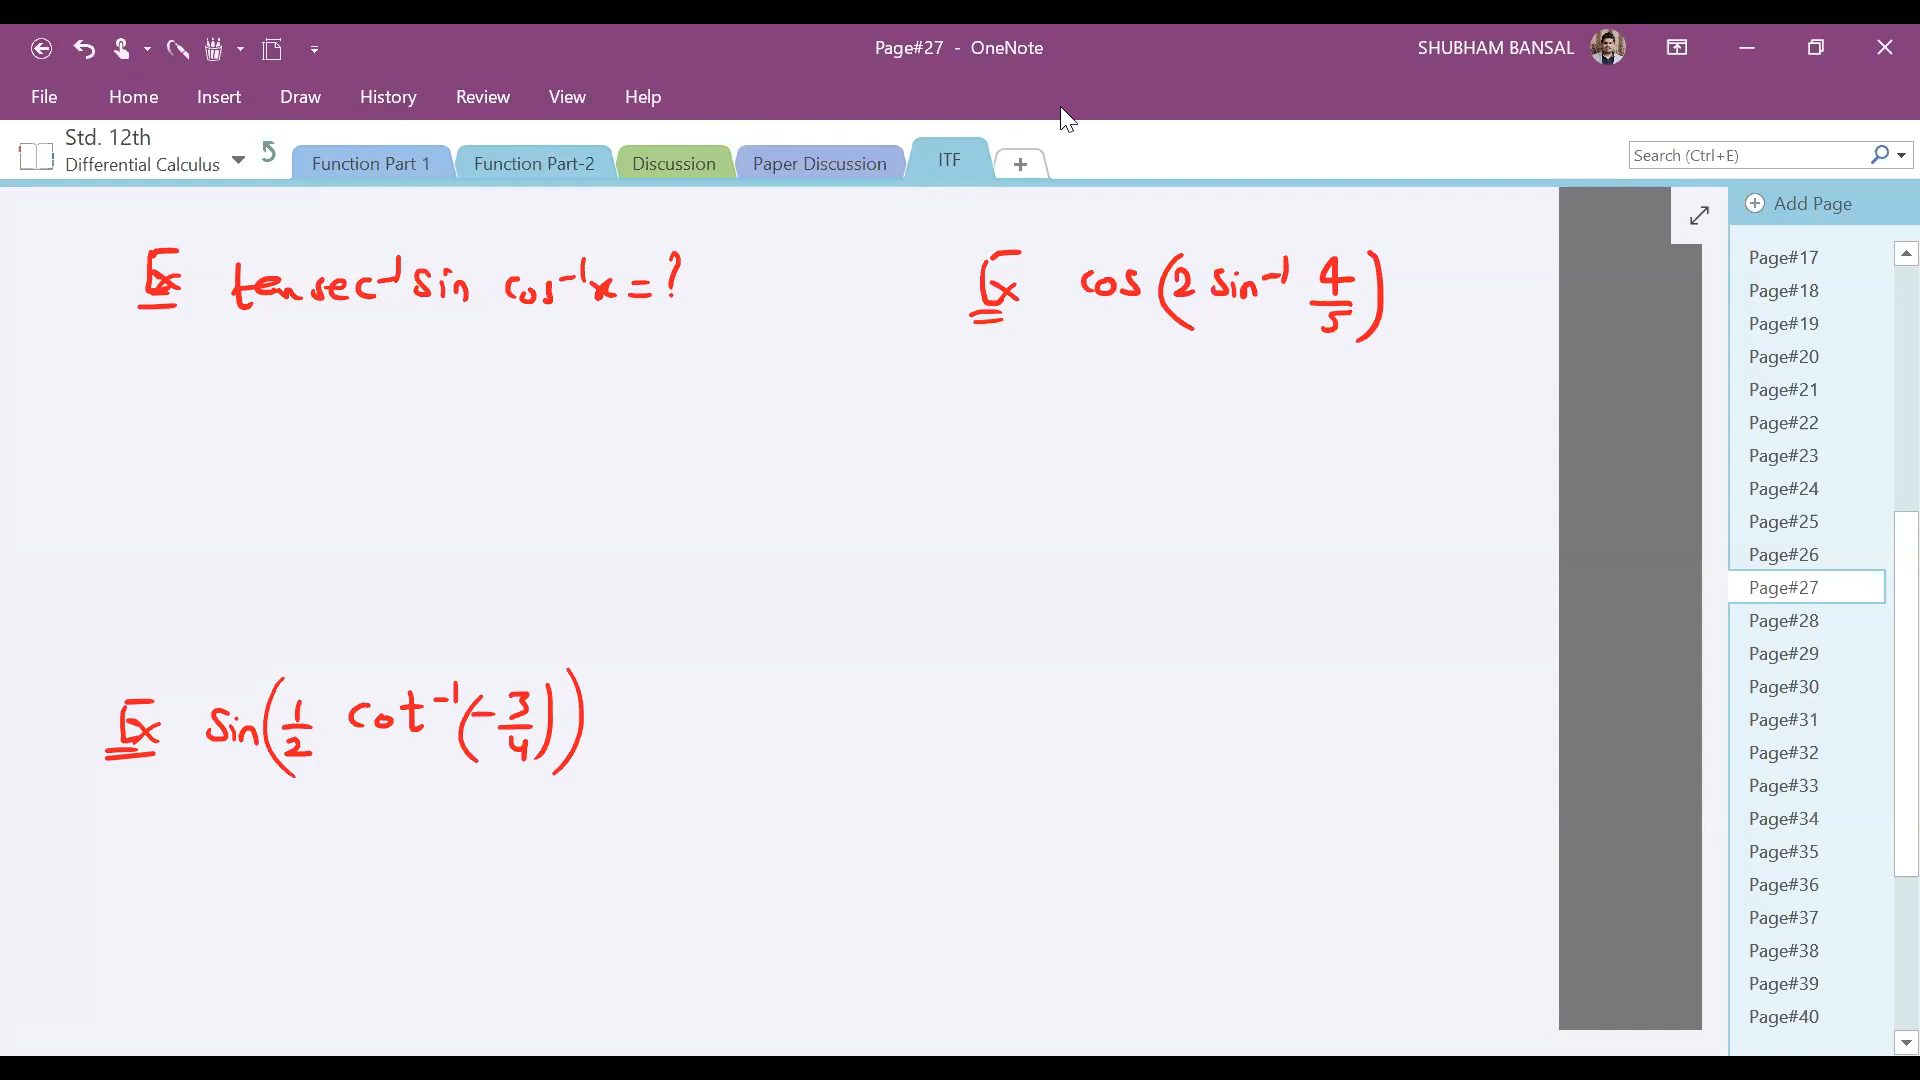 Page#27 - OneNote
SHUBHAM BANSAL
File Home Insert Draw History Review View Help
Std. 12th
Differential Calculus
Function Part 1
Function Part-2
Discussion
Paper Discussion
ITF
+
Search (Ctrl+E)
Add Page
Ex tan sec⁻¹ sin cos⁻¹x = ?
Ex cos(2 sin⁻¹ 4/5)
Ex sin(1/2 cot⁻¹(-3/4))
Page#17
Page#18
Page#19
Page#20
Page#21
Page#22
Page#23
Page#24
Page#25
Page#26
Page#27
Page#28
Page#29
Page#30
Page#31
Page#32
Page#33
Page#34
Page#35
Page#36
Page#37
Page#38
Page#39
Page#40